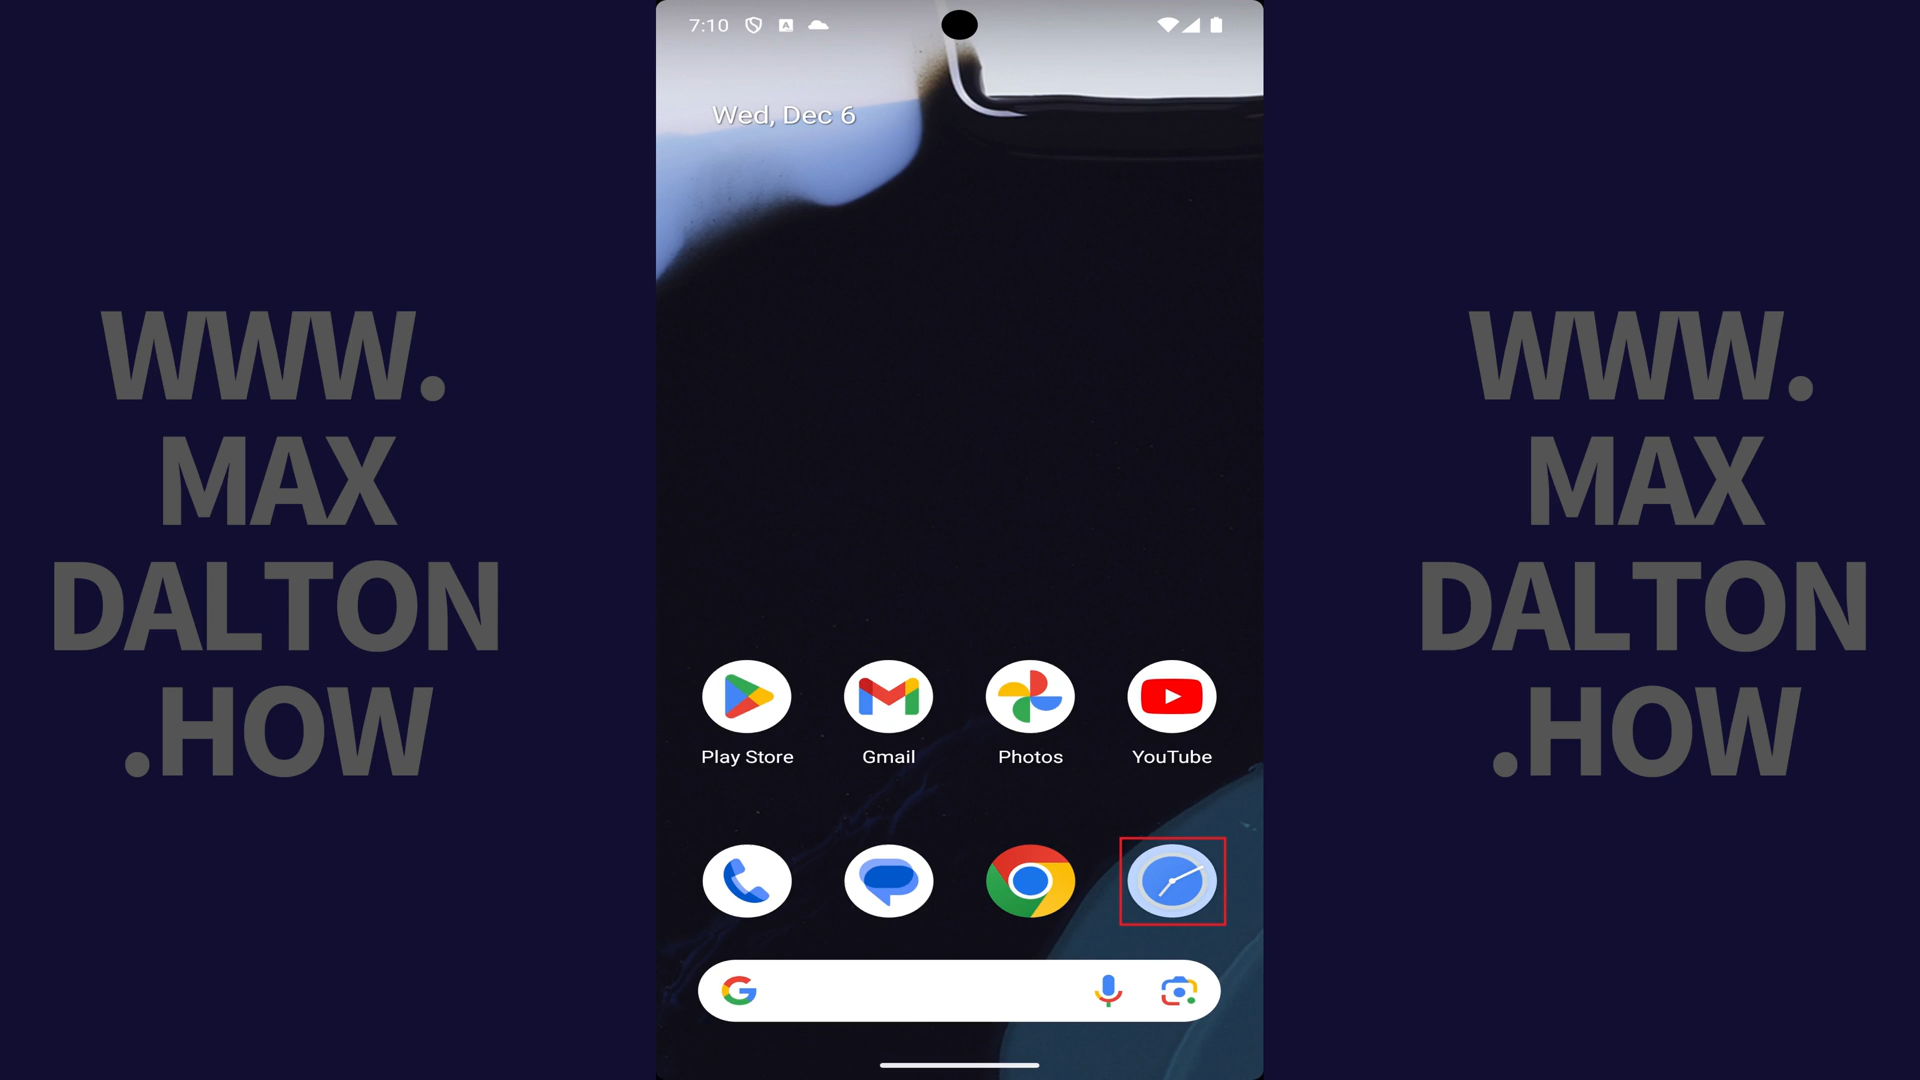 7:10
Wed, Dec 6
WWW.
MAX
DALTON
.HOW
Play Store
Gmail
Photos
YouTube
WWW.
MAX
DALTON
.HOW